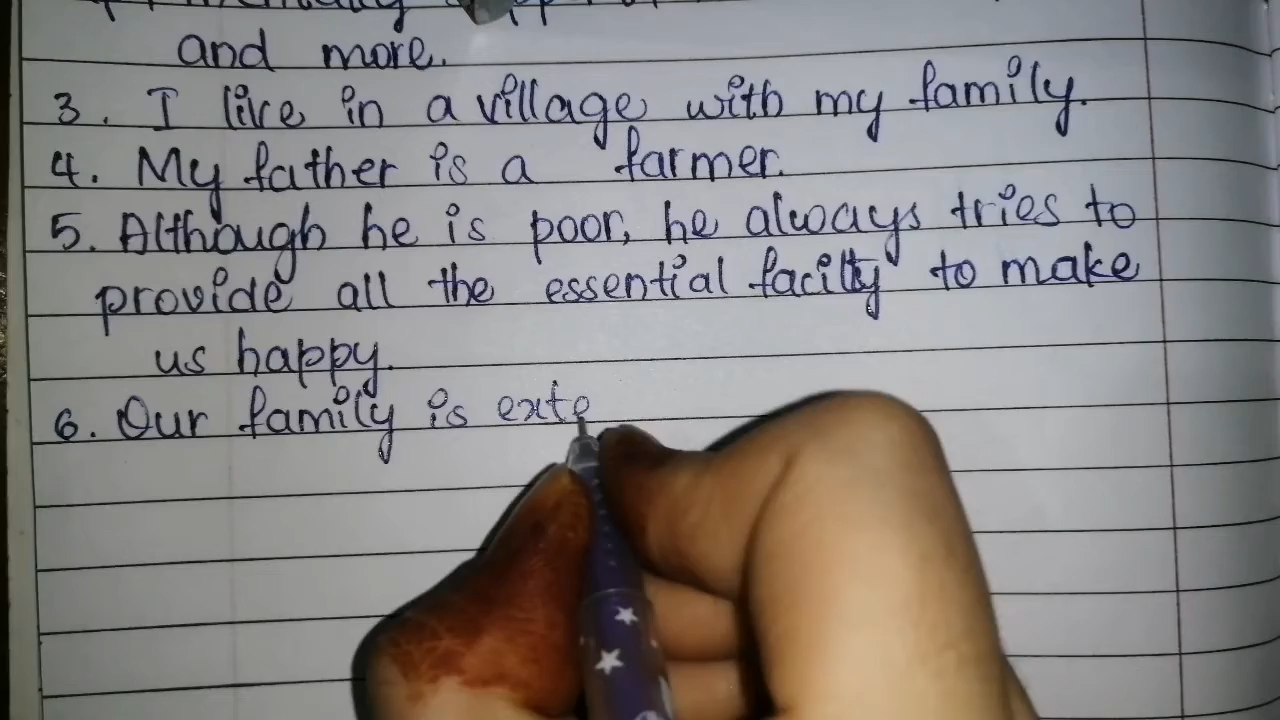 and more.
3. I live in a village with my family.
4. My father is a farmer.
5. Although he is poor, he always tries to
provide all the essential facilty to make
us happy.
6. Our family is exte